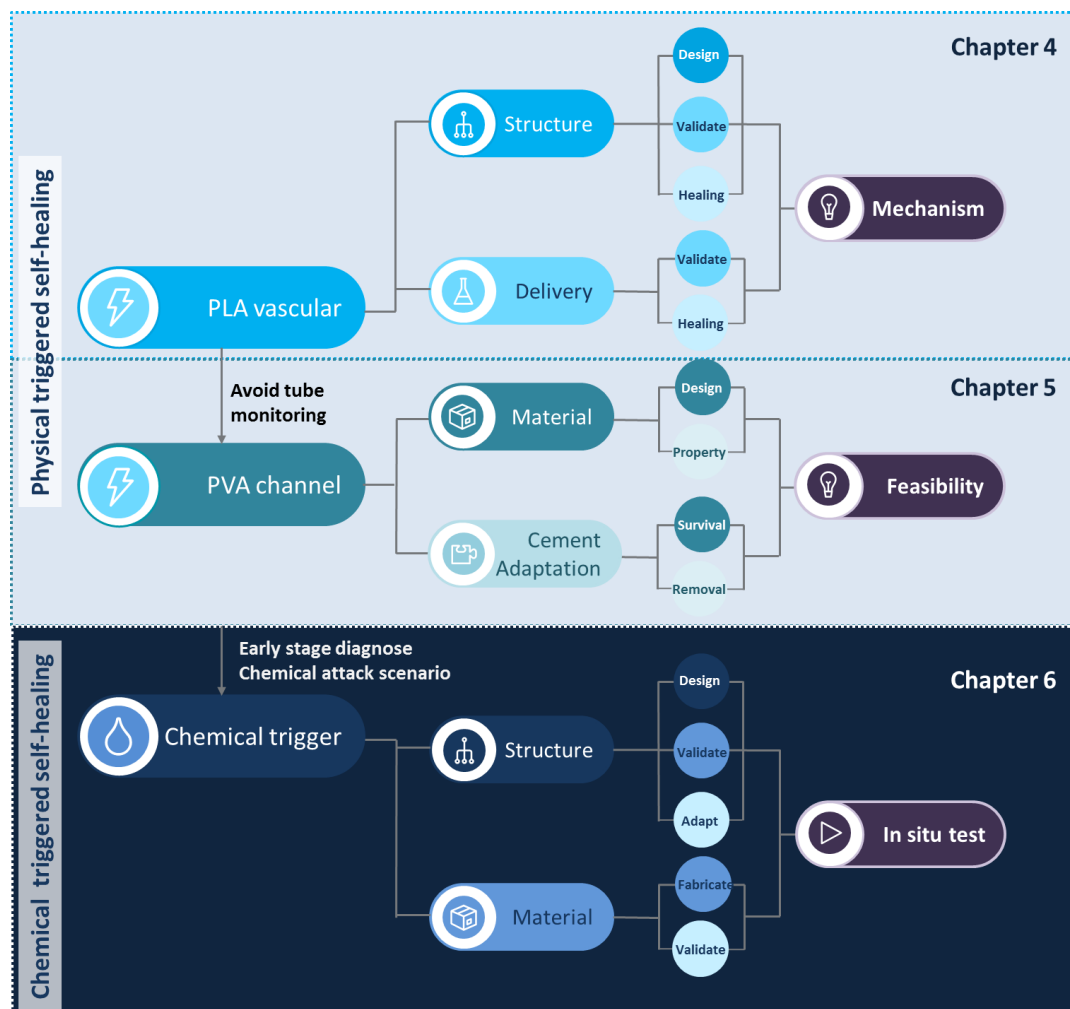 Physical triggered self-healing
Chapter 4
PLA vascular
Structure
Design
Validate
Healing
Delivery
Validate
Healing
Mechanism
Avoid tube
monitoring
Chapter 5
PVA channel
Material
Design
Property
Cement
Adaptation
Survival
Removal
Feasibility
Chemical triggered self-healing
Early stage diagnose
Chemical attack scenario
Chapter 6
Chemical trigger
Structure
Design
Validate
Adapt
Material
Fabricate
Validate
In situ test